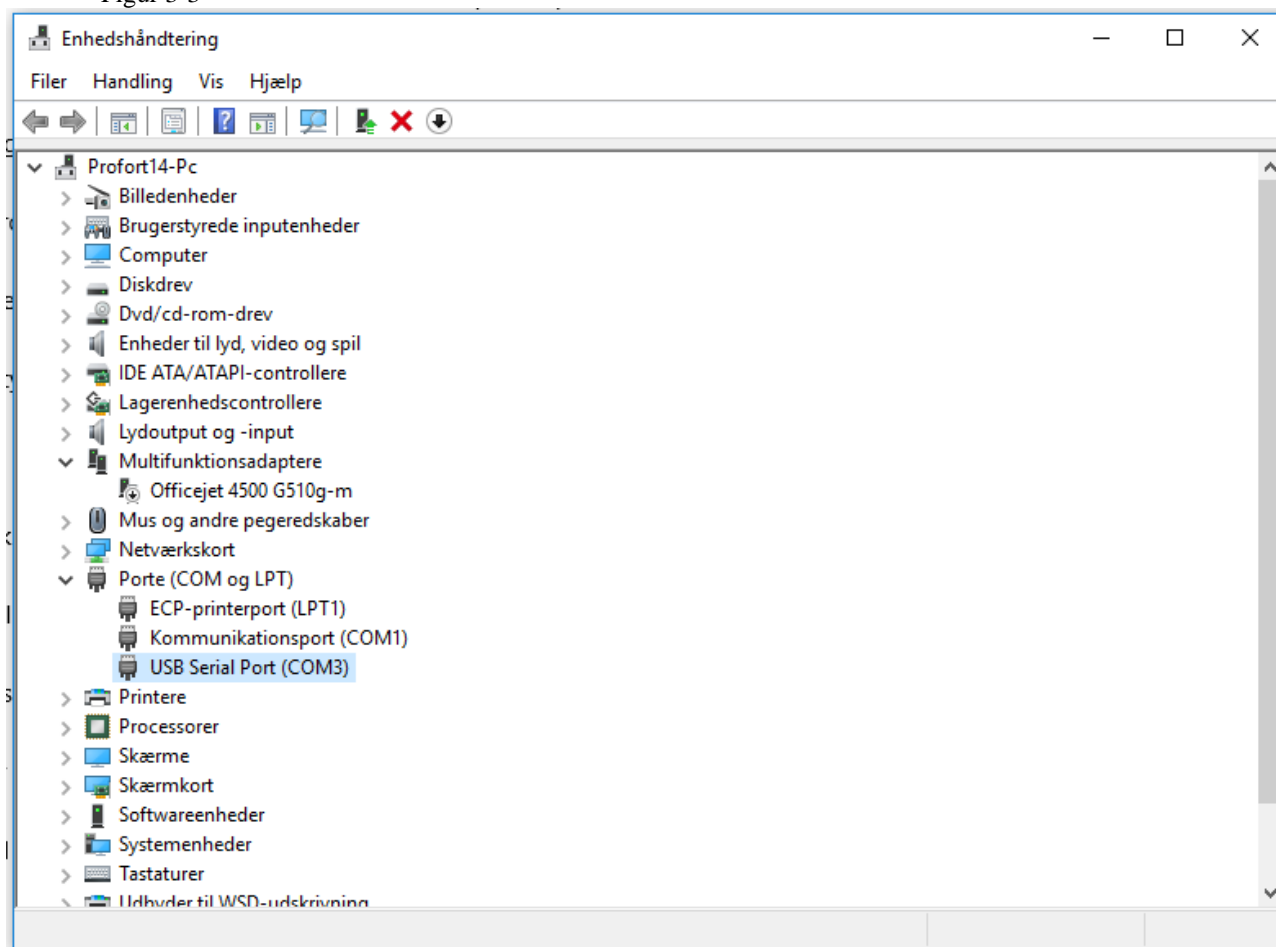 Figur 3-3
Enhedshåndtering
Filer Handling Vis Hjælp
Profort14-Pc
Billedenheder
Brugerstyrede inputenheder
Computer
Diskdrev
Dvd/cd-rom-drev
Enheder til lyd, video og spil
IDE ATA/ATAPI-controllere
Lagerenhedscontrollere
Lydoutput og -input
Multifunktionsadaptere
Officejet 4500 G510g-m
Mus og andre pegeredskaber
Netværkskort
Porte (COM og LPT)
ECP-printerport (LPT1)
Kommunikationsport (COM1)
USB Serial Port (COM3)
Printere
Processorer
Skærme
Skærmkort
Softwareenheder
Systemenheder
Tastaturer
Udbyder til WSD-udskrivning